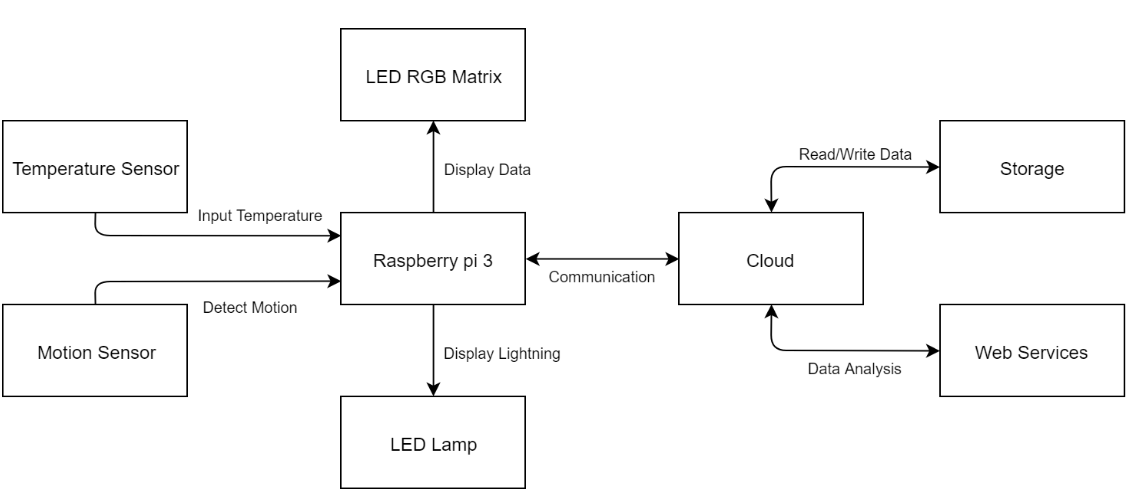 LED RGB Matrix
Temperature Sensor
Read/Write Data
Storage
Display Data
Input Temperature
Raspberry pi 3
Cloud
Communication
Detect Motion
Motion Sensor
Display Lightning
Web Services
Data Analysis
LED Lamp